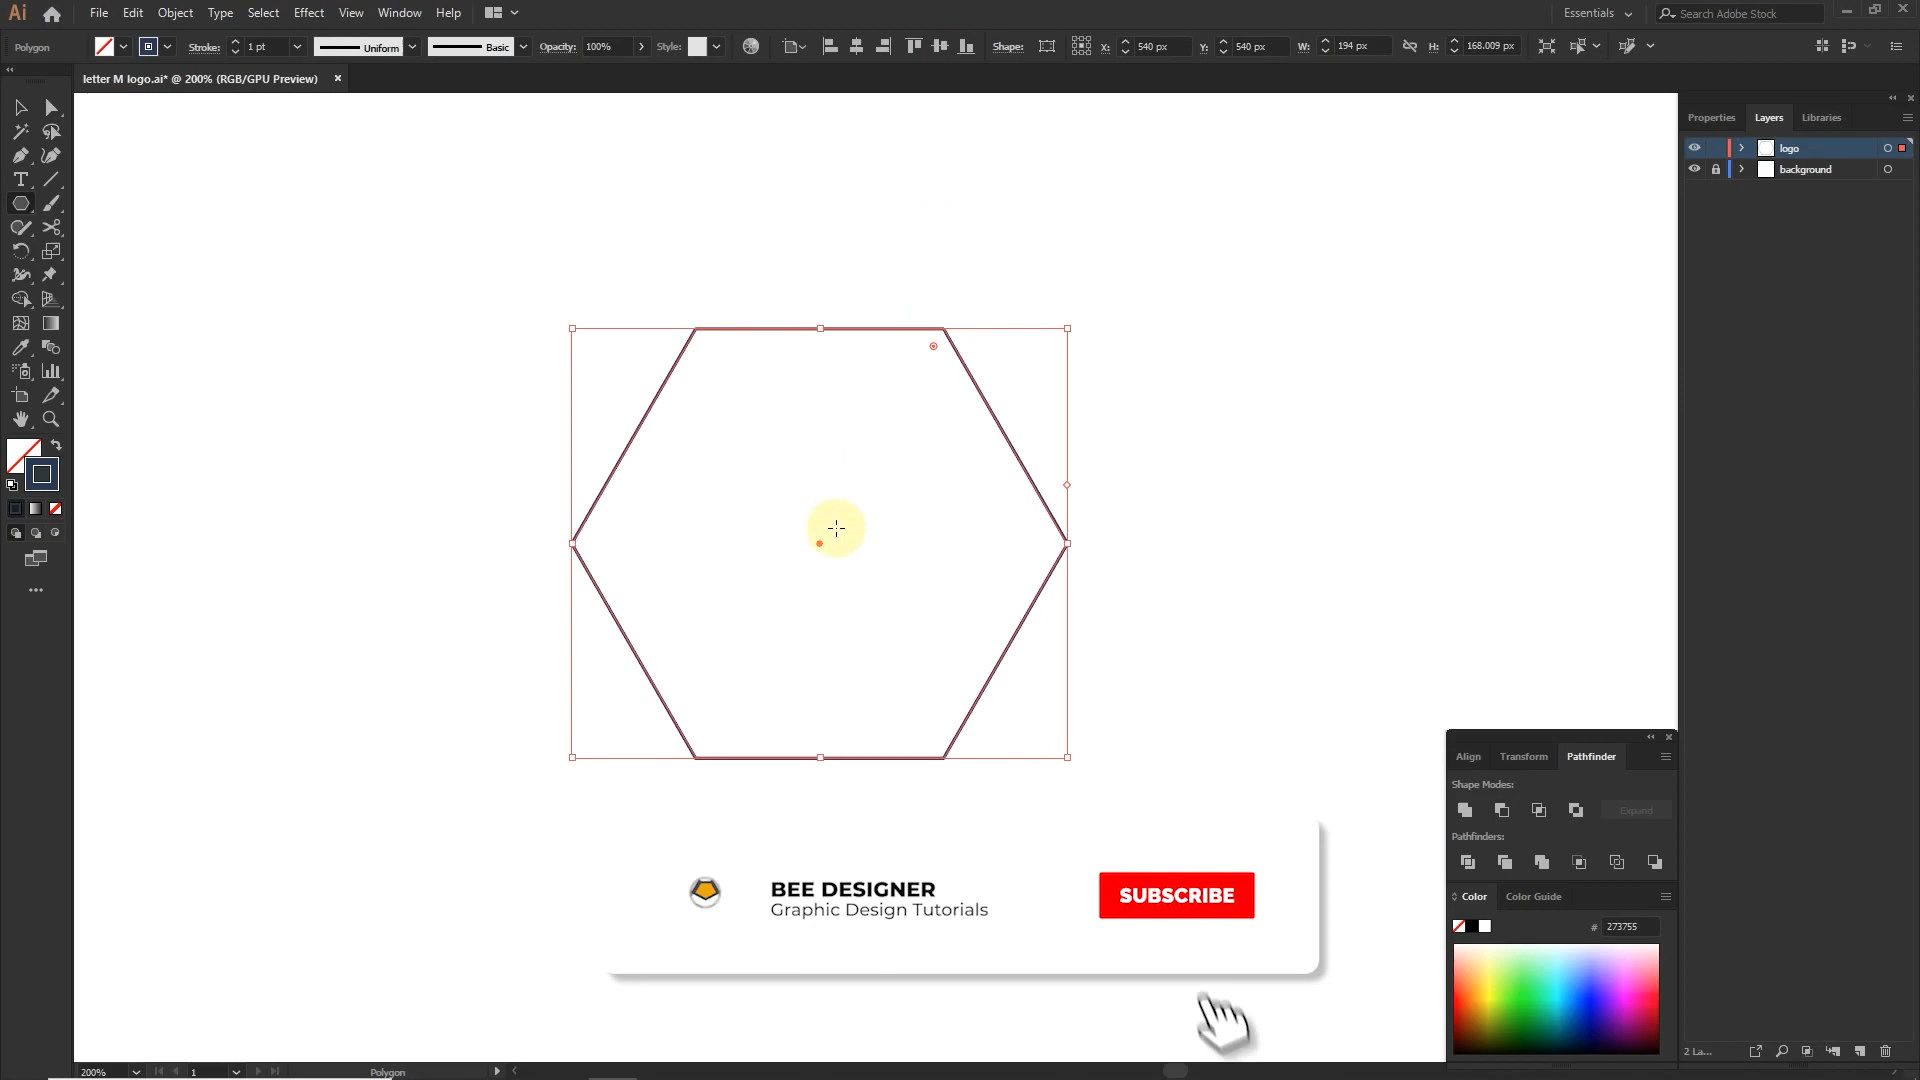 Ai File Edit Object Type Select Effect View Window Help Essentials Search Adobe Stock
Polygon Stroke: 1 pt Uniform Basic Opacity: 100% Style: Shape: X: 540 px Y: 540 px W: 194 px H: 168.009 px
letter M logo.ai* @ 200% (RGB/GPU Preview)
Properties Layers Libraries
logo
background
Align Transform Pathfinder
Shape Modes:
Expand
Pathfinders:
Color Color Guide
# 273755
BEE DESIGNER
Graphic Design Tutorials
SUBSCRIBE
2 La...
200% 1 Polygon